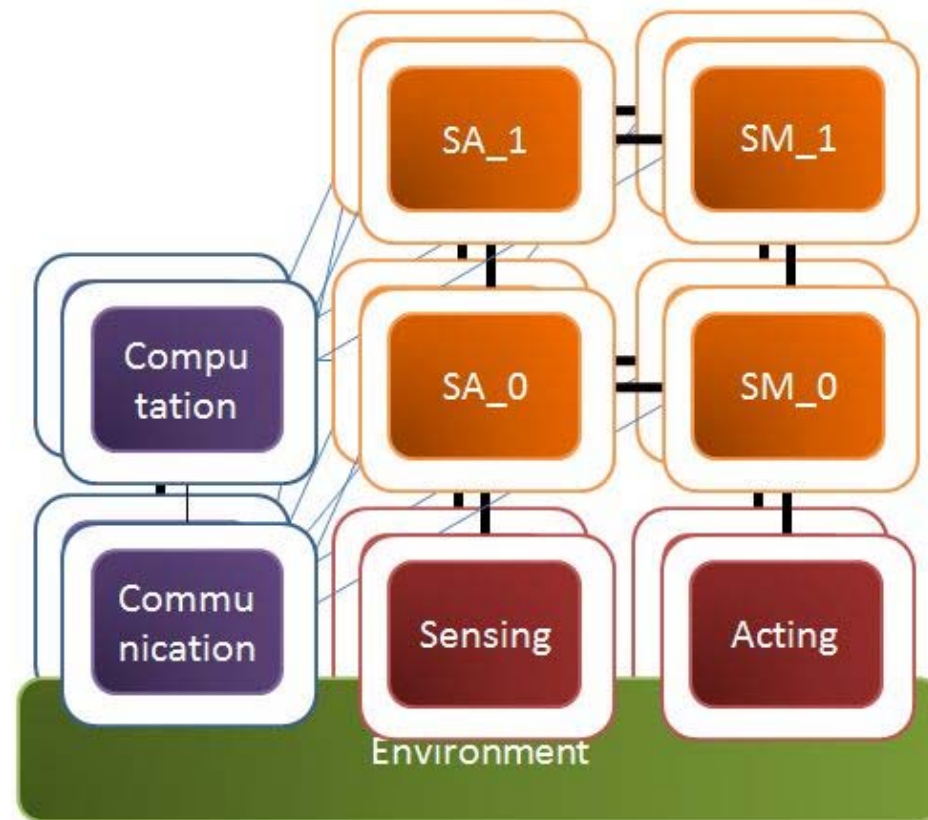 SA_1
SM_1
Compu
tation
SA_0
SM_0
Commu
nication
Sensing
Acting
Environment